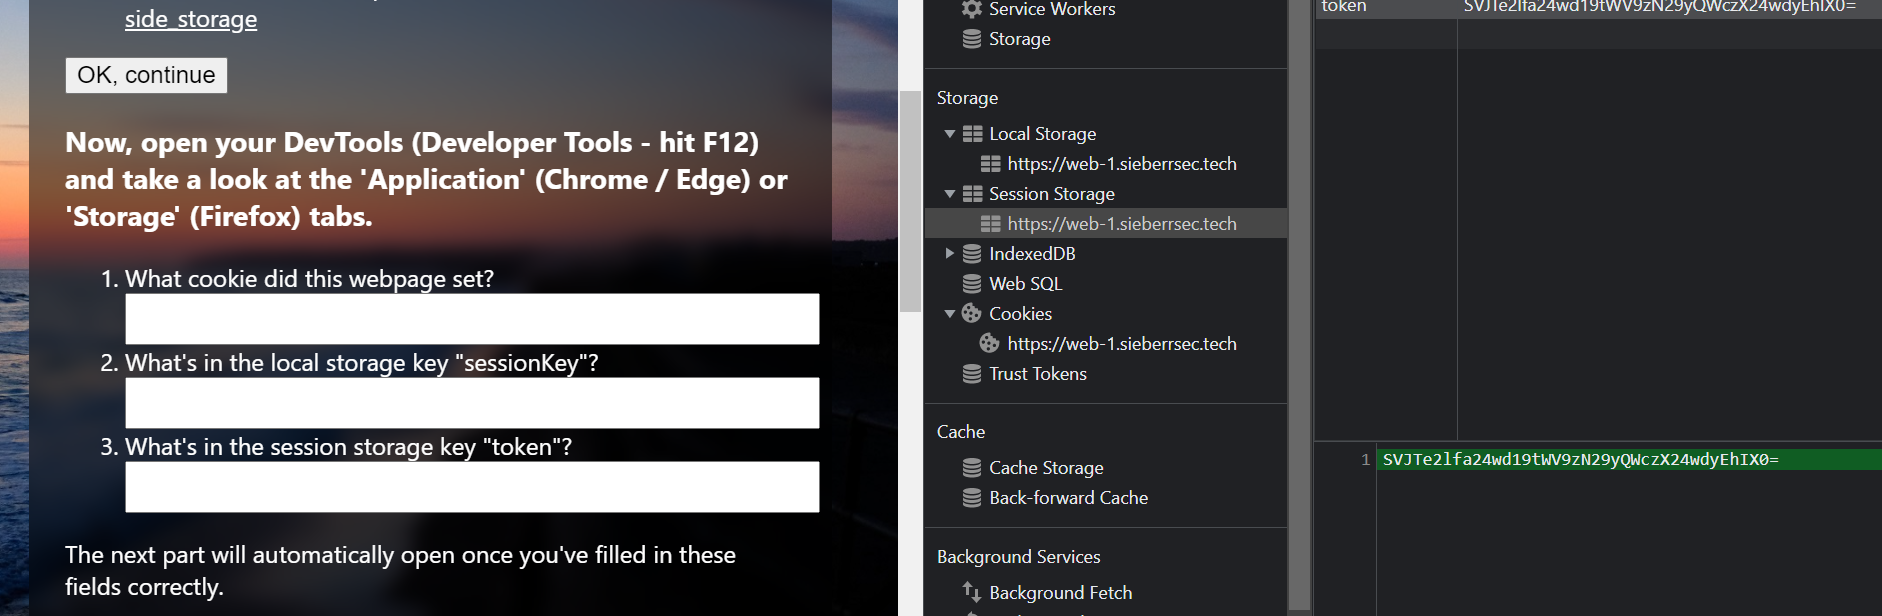 side_storage
OK, continue
Now, open your DevTools (Developer Tools - hit F12)
and take a look at the 'Application' (Chrome / Edge) or
'Storage' (Firefox) tabs.
1. What cookie did this webpage set?
2. What's in the local storage key "sessionKey"?
3. What's in the session storage key "token"?
The next part will automatically open once you've filled in these
fields correctly.
Service Workers
Storage
Storage
Local Storage
https://web-1.sieberrsec.tech
Session Storage
https://web-1.sieberrsec.tech
IndexedDB
Web SQL
Cookies
https://web-1.sieberrsec.tech
Trust Tokens
Cache
Cache Storage
Back-forward Cache
Background Services
Background Fetch
token SVJTe2lfa24wd19tWV9zN29yQWczX24wdyEhIX0=
1 SVJTe2lfa24wd19tWV9zN29yQWczX24wdyEhIX0=